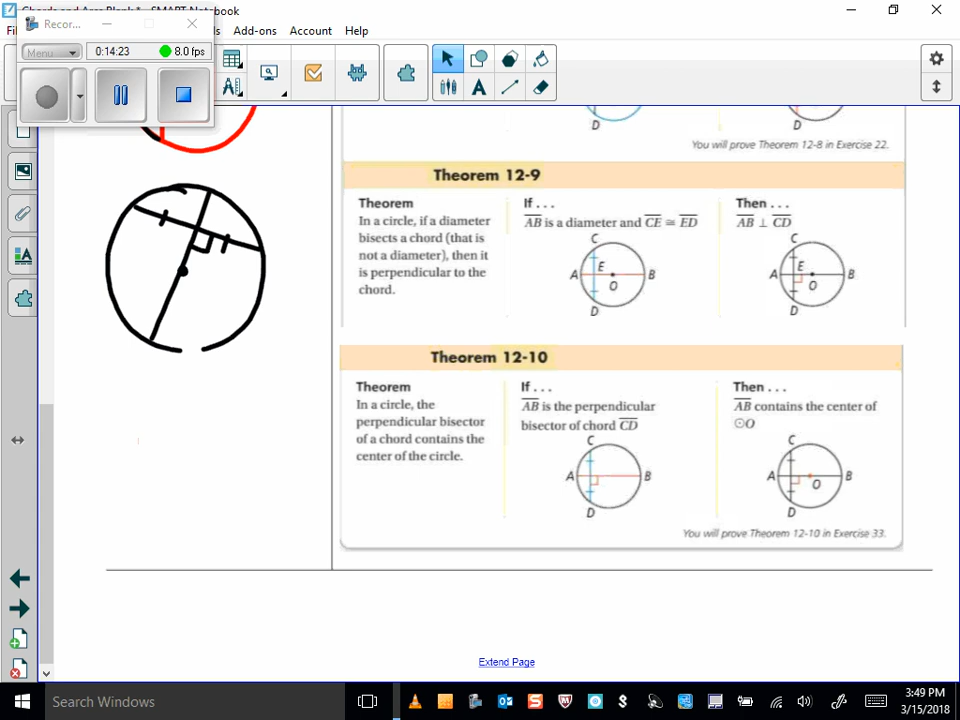 SMART Notebook
Recor...
Menu
0:14:23
8.0 fps
Add-ons Account Help
D D
You will prove Theorem 12-8 in Exercise 22.
Theorem 12-9
Theorem
In a circle, if a diameter
bisects a chord (that is
not a diameter), then it
is perpendicular to the
chord.
If . . .
AB is a diameter and CE ≅ ED
C
A E B
O
D
Then . . .
AB ⊥ CD
C
A E B
O
D
Theorem 12-10
Theorem
In a circle, the
perpendicular bisector
of a chord contains the
center of the circle.
If . . .
AB is the perpendicular
bisector of chord CD
C
A B
D
Then . . .
AB contains the center of
⊙O
C
A B
O
D
You will prove Theorem 12-10 in Exercise 33.
Extend Page
Search Windows
3:49 PM
3/15/2018